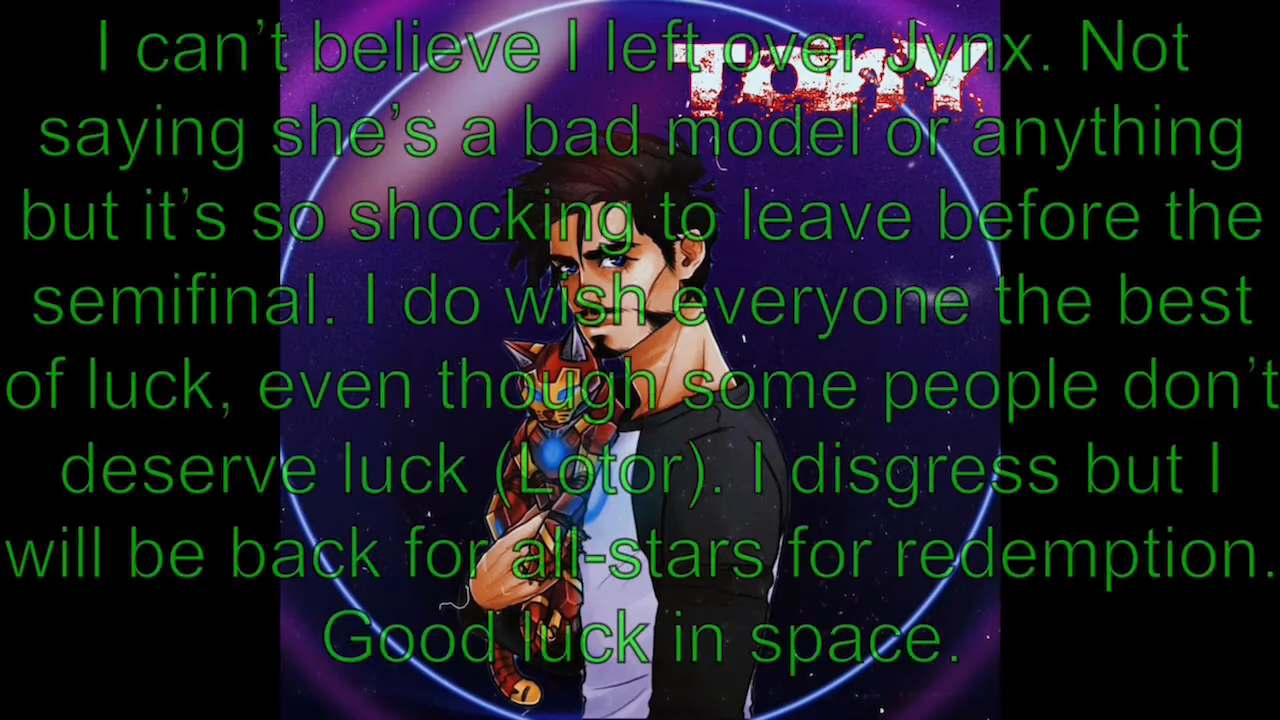 TonY
I can’t believe I left over Jynx. Not
saying she’s a bad model or anything
but it’s so shocking to leave before the
semifinal. I do wish everyone the best
of luck, even though some people don’t
deserve luck (Lotor). I disgress but I
will be back for all-stars for redemption.
Good luck in space.